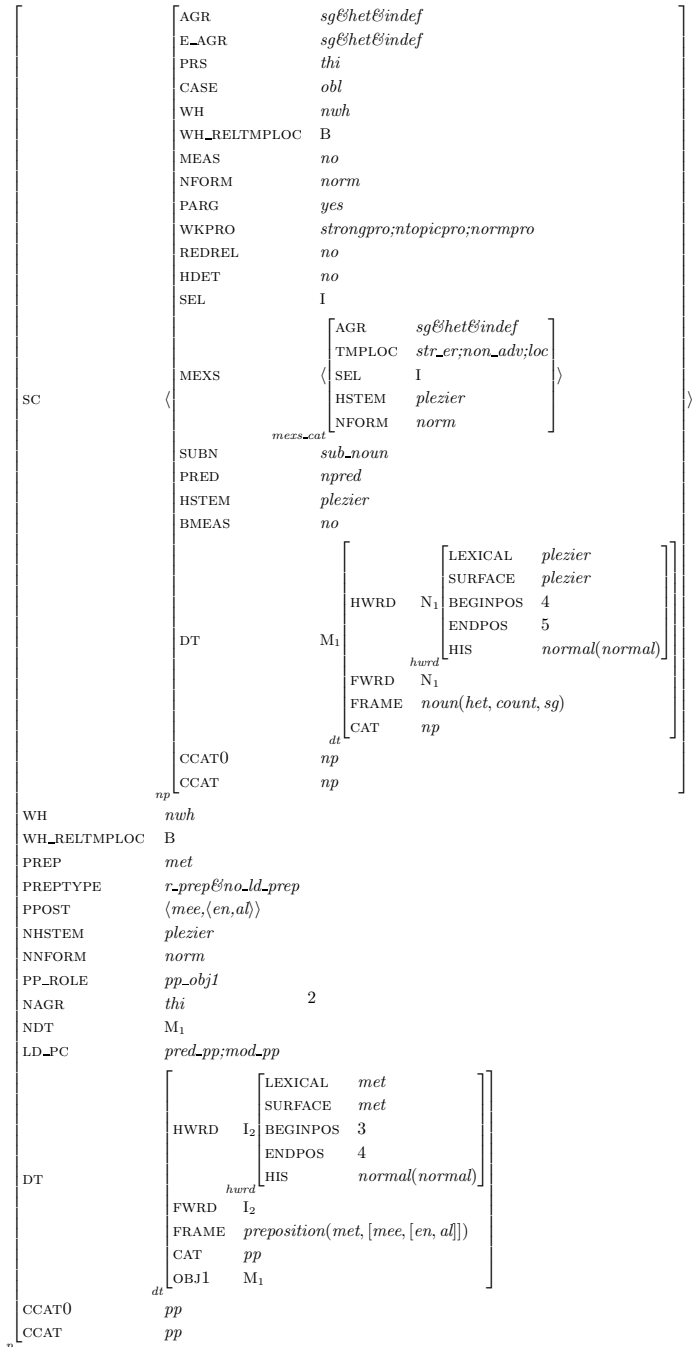 AGR sg&het&indef
E_AGR sg&het&indef
PRS thi
CASE obl
WH nwh
WH_RELTMPLOC B
MEAS no
NFORM norm
PARG yes
WKPRO strongpro;ntopicpro;normpro
REDREL no
HDET no
SEL I
AGR sg&het&indef
TMPLOC str_er;non_adv;loc
MEXS ⟨ SEL I ⟩
SC ⟨ HSTEM plezier ⟩
NFORM norm
mexs_cat
SUBN sub_noun
PRED npred
HSTEM plezier
BMEAS no
LEXICAL plezier
SURFACE plezier
HWRD N1 BEGINPOS 4
ENDPOS 5
DT M1 HIS normal(normal)
hwrd
FWRD N1
FRAME noun(het, count, sg)
CAT np
dt
CCAT0 np
CCAT np
np
WH nwh
WH_RELTMPLOC B
PREP met
PREPTYPE r_prep&no_ld_prep
PPOST ⟨mee,⟨en,al⟩⟩
NHSTEM plezier
NNFORM norm
PP_ROLE pp_obj1
NAGR thi 2
NDT M1
LD_PC pred_pp;mod_pp
LEXICAL met
SURFACE met
HWRD I2 BEGINPOS 3
ENDPOS 4
DT HIS normal(normal)
hwrd
FWRD I2
FRAME preposition(met, [mee, [en, al]])
CAT pp
OBJ1 M1
dt
CCAT0 pp
CCAT pp
p